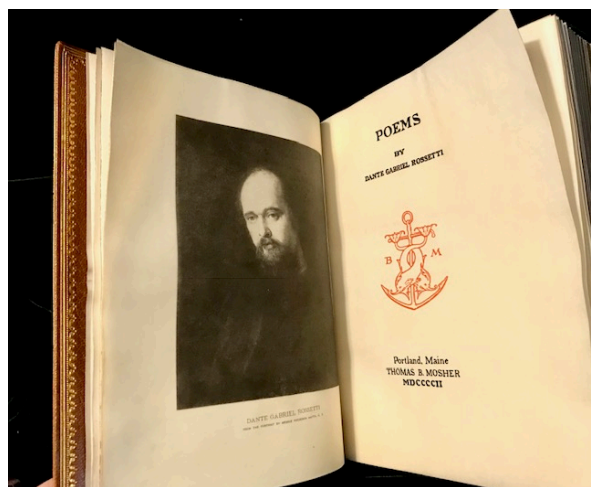 DANTE GABRIEL ROSSETTI
POEMS
BY
DANTE GABRIEL ROSSETTI
B M
Portland, Maine
THOMAS B. MOSHER
MDCCCCII